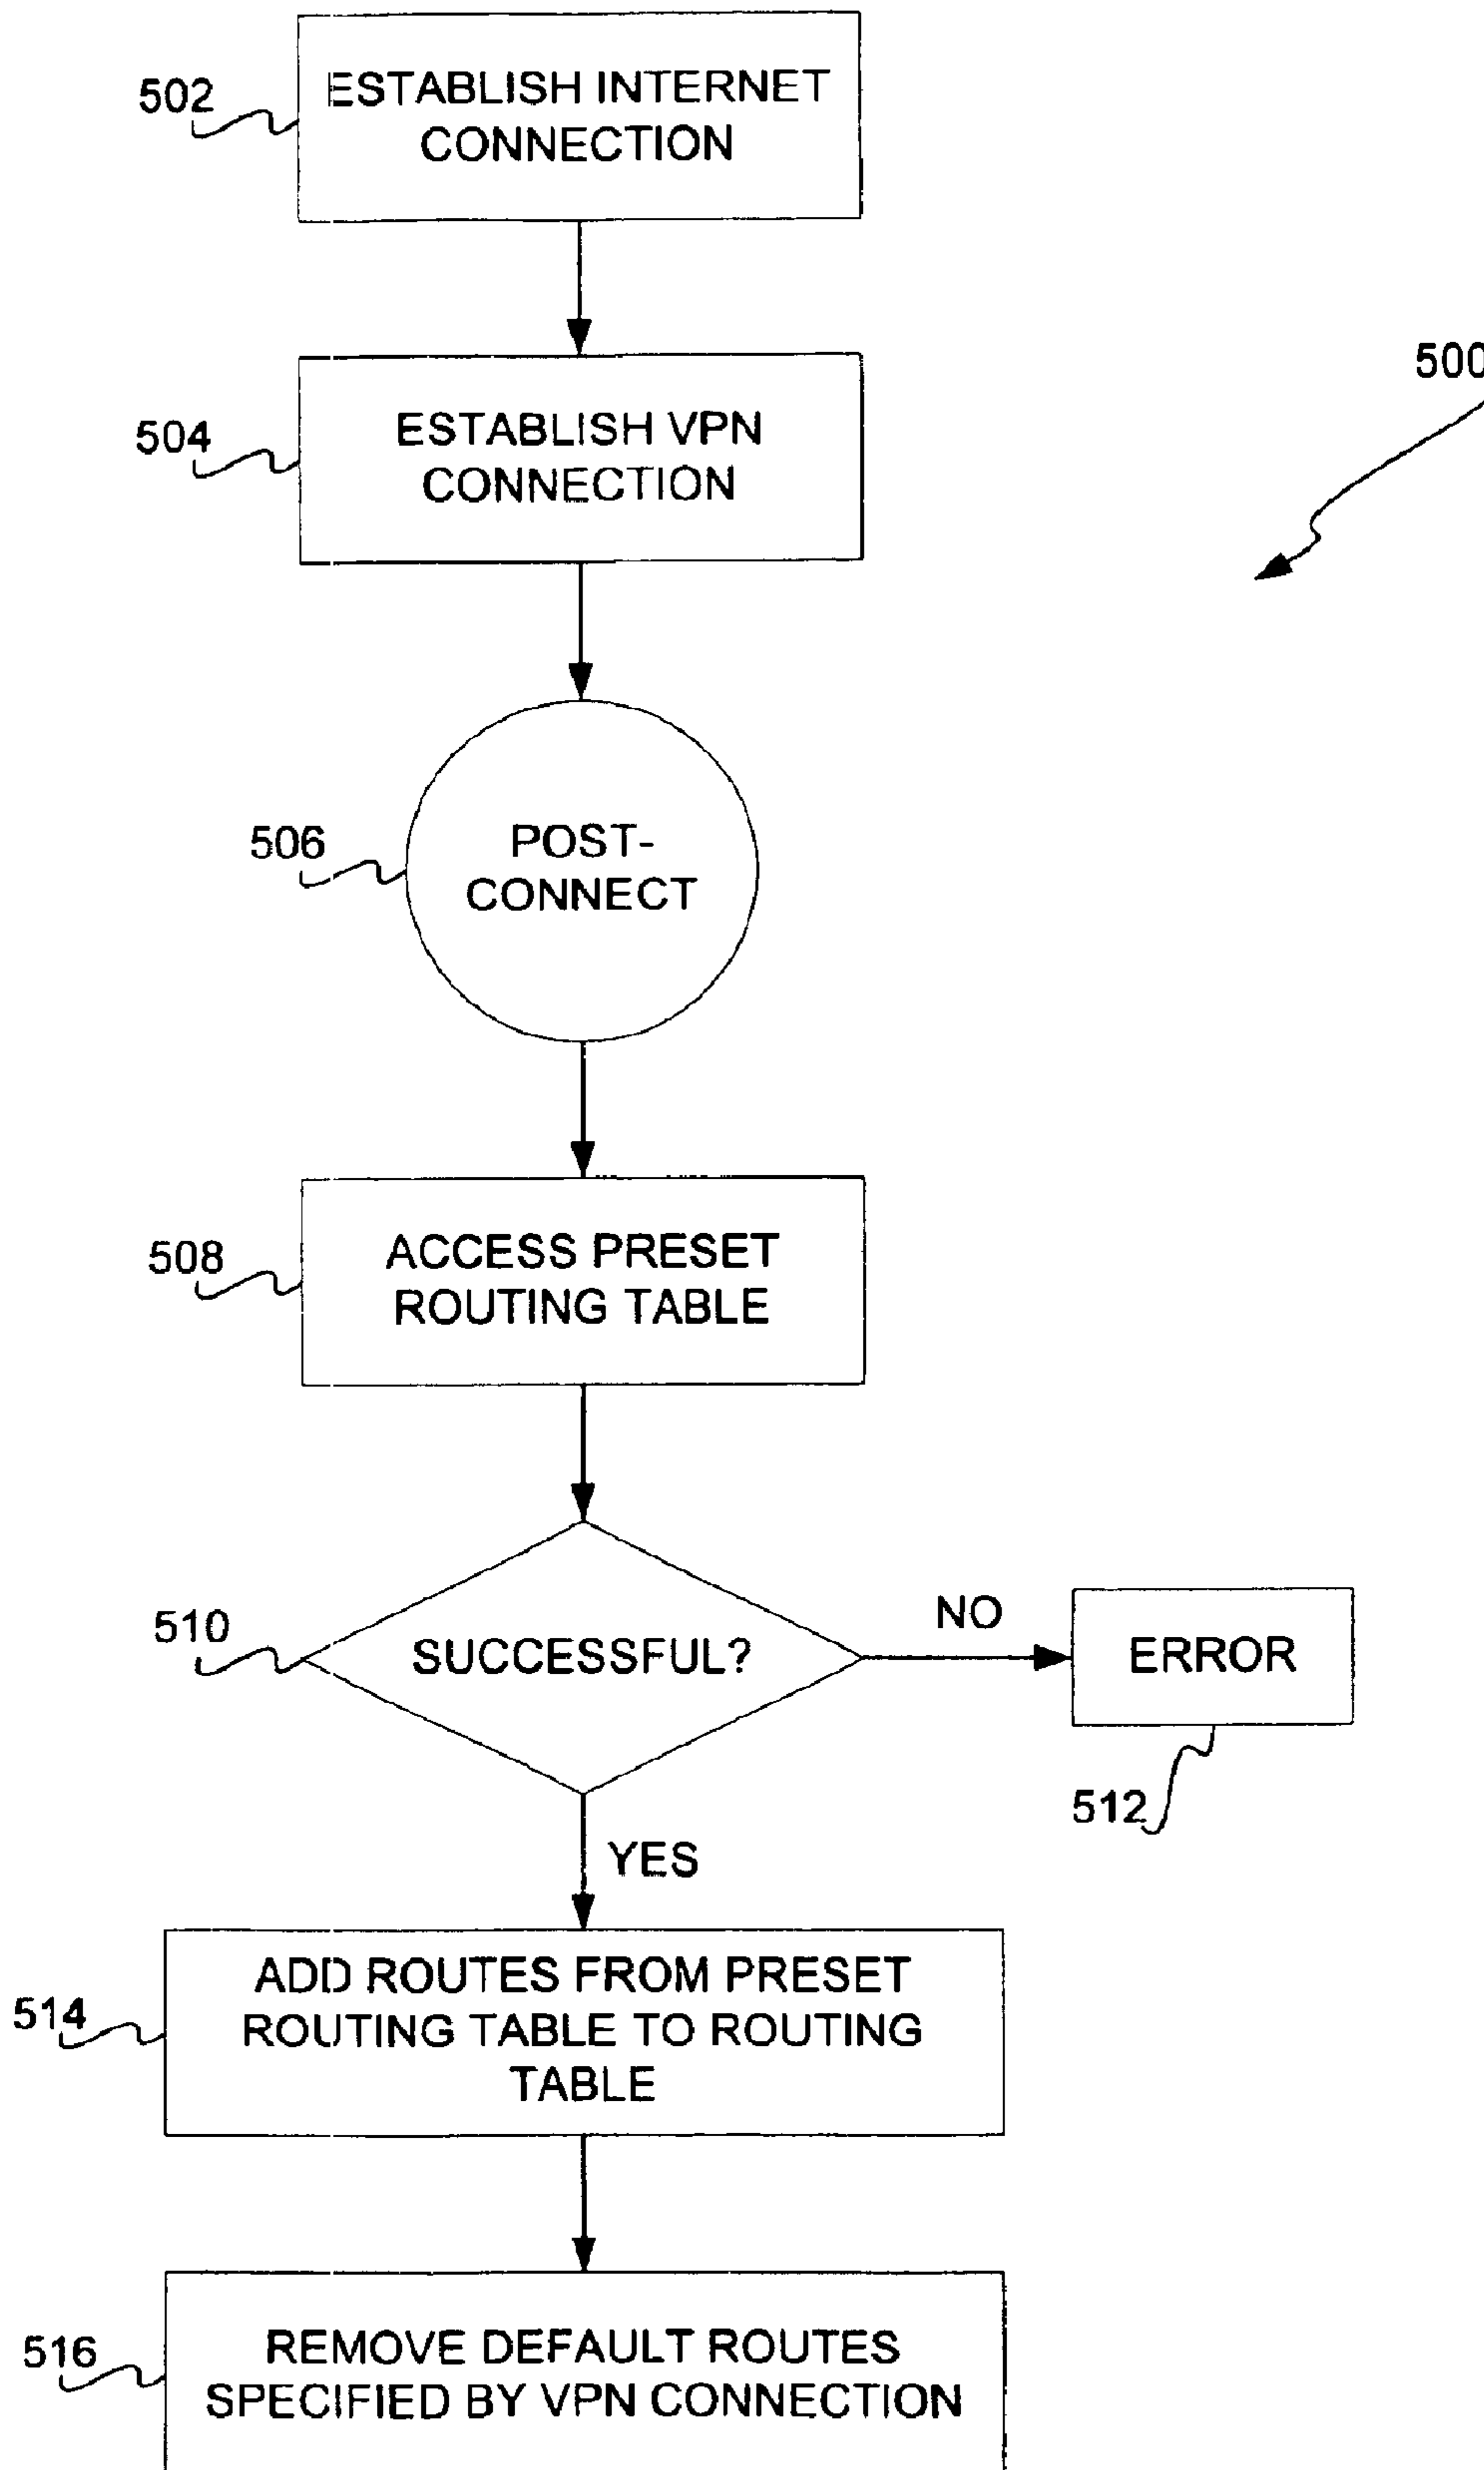 502
ESTABLISH INTERNET
CONNECTION
500
504
ESTABLISH VPN
CONNECTION
506
POST-
CONNECT
508
ACCESS PRESET
ROUTING TABLE
510
SUCCESSFUL?
NO
ERROR
512
YES
514
ADD ROUTES FROM PRESET
ROUTING TABLE TO ROUTING
TABLE
516
REMOVE DEFAULT ROUTES
SPECIFIED BY VPN CONNECTION